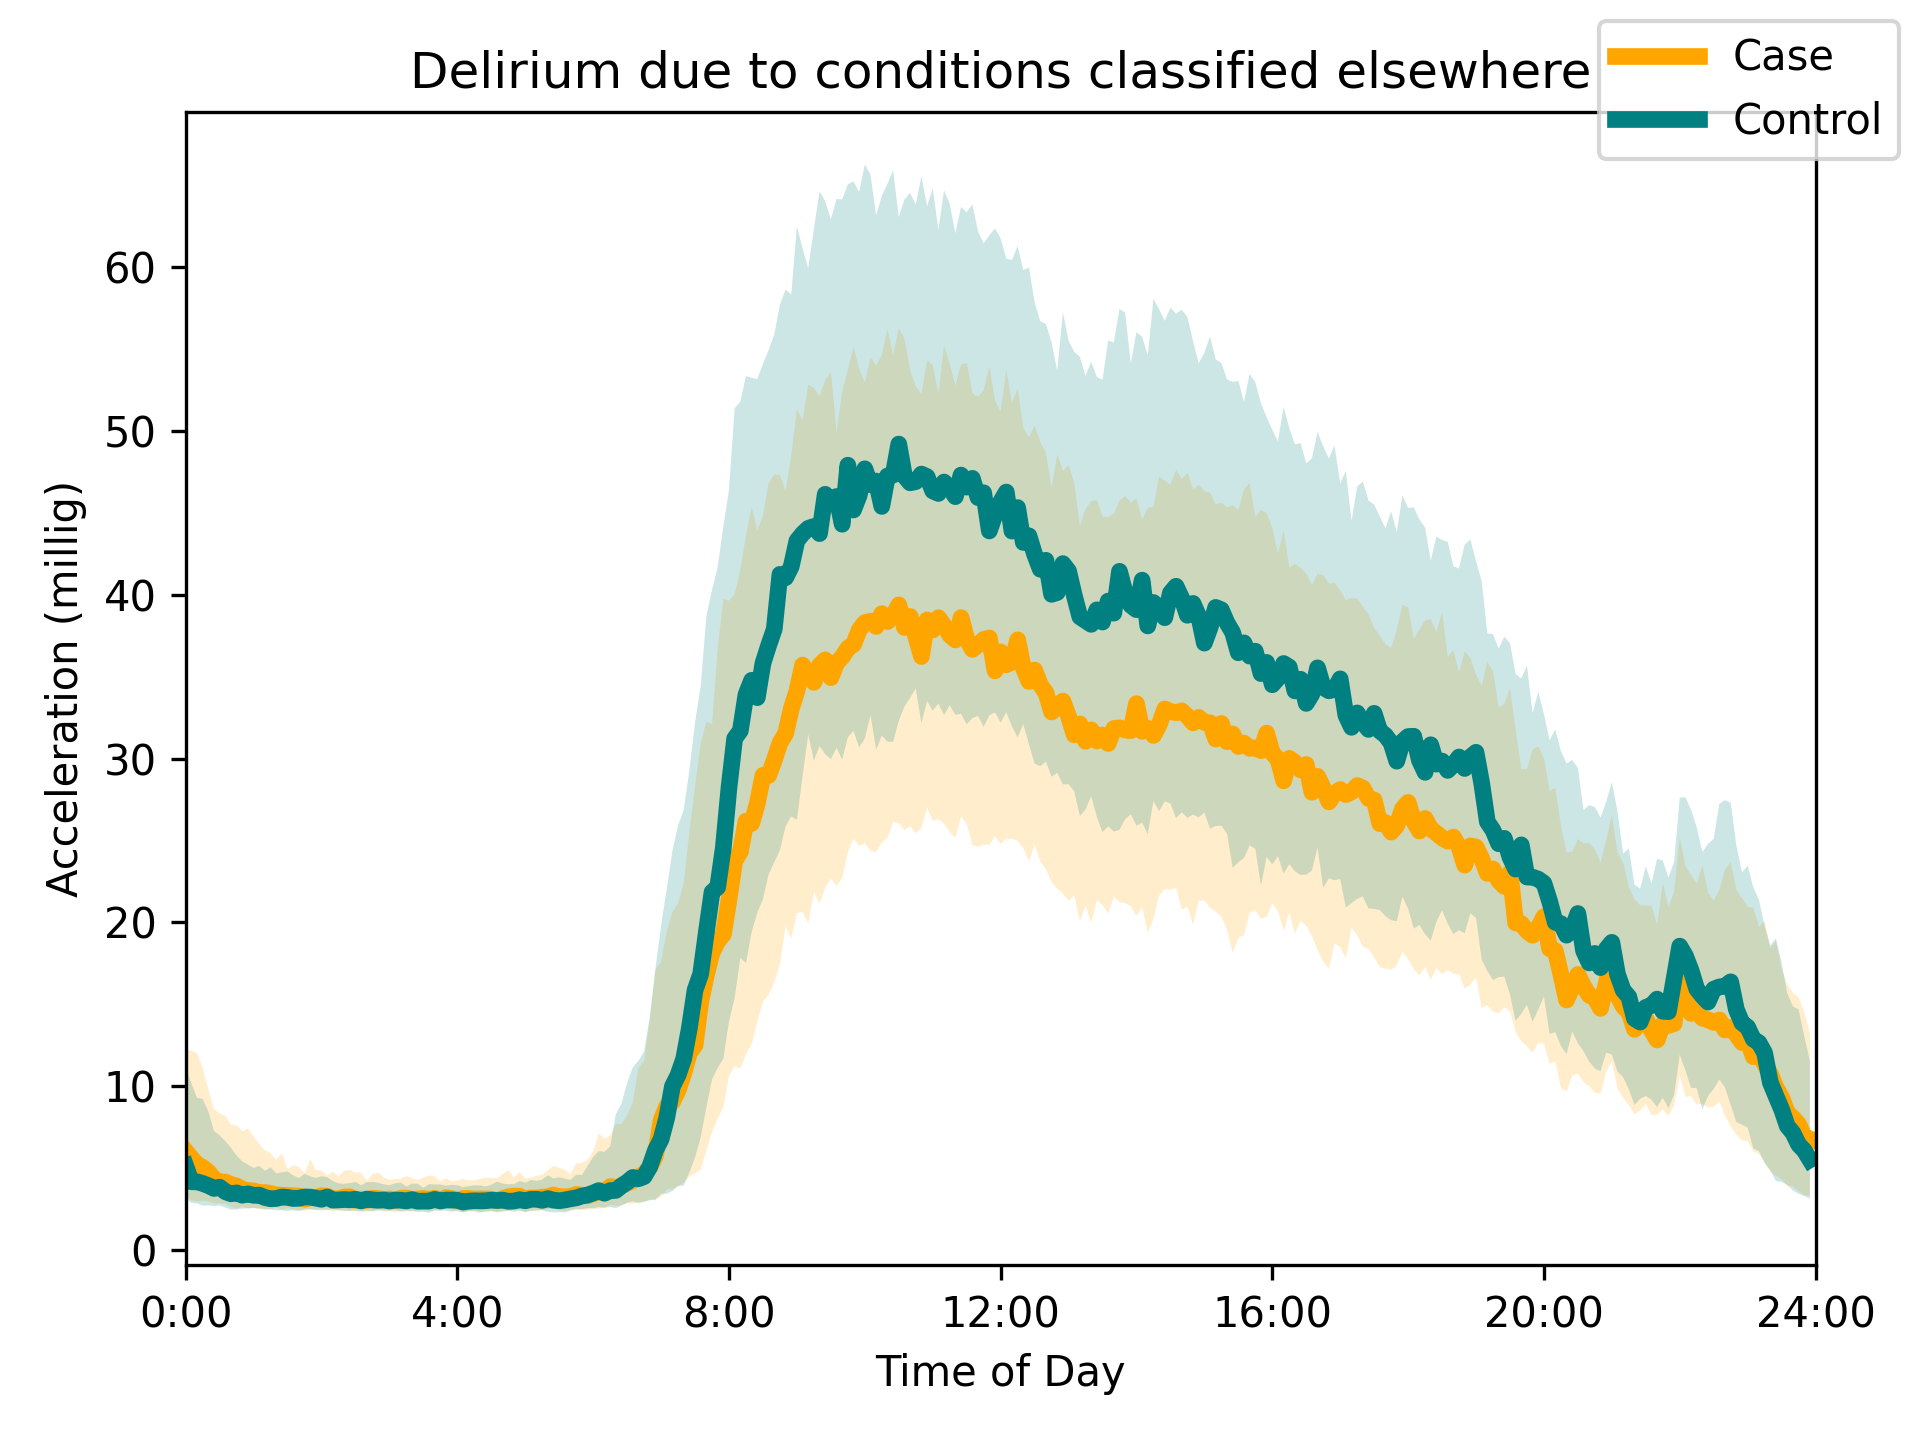 Delirium due to conditions classified elsewhere
Case
Control
Acceleration (millig)
60
50
40
30
20
10
0
0:00 4:00 8:00 12:00 16:00 20:00 24:00
Time of Day